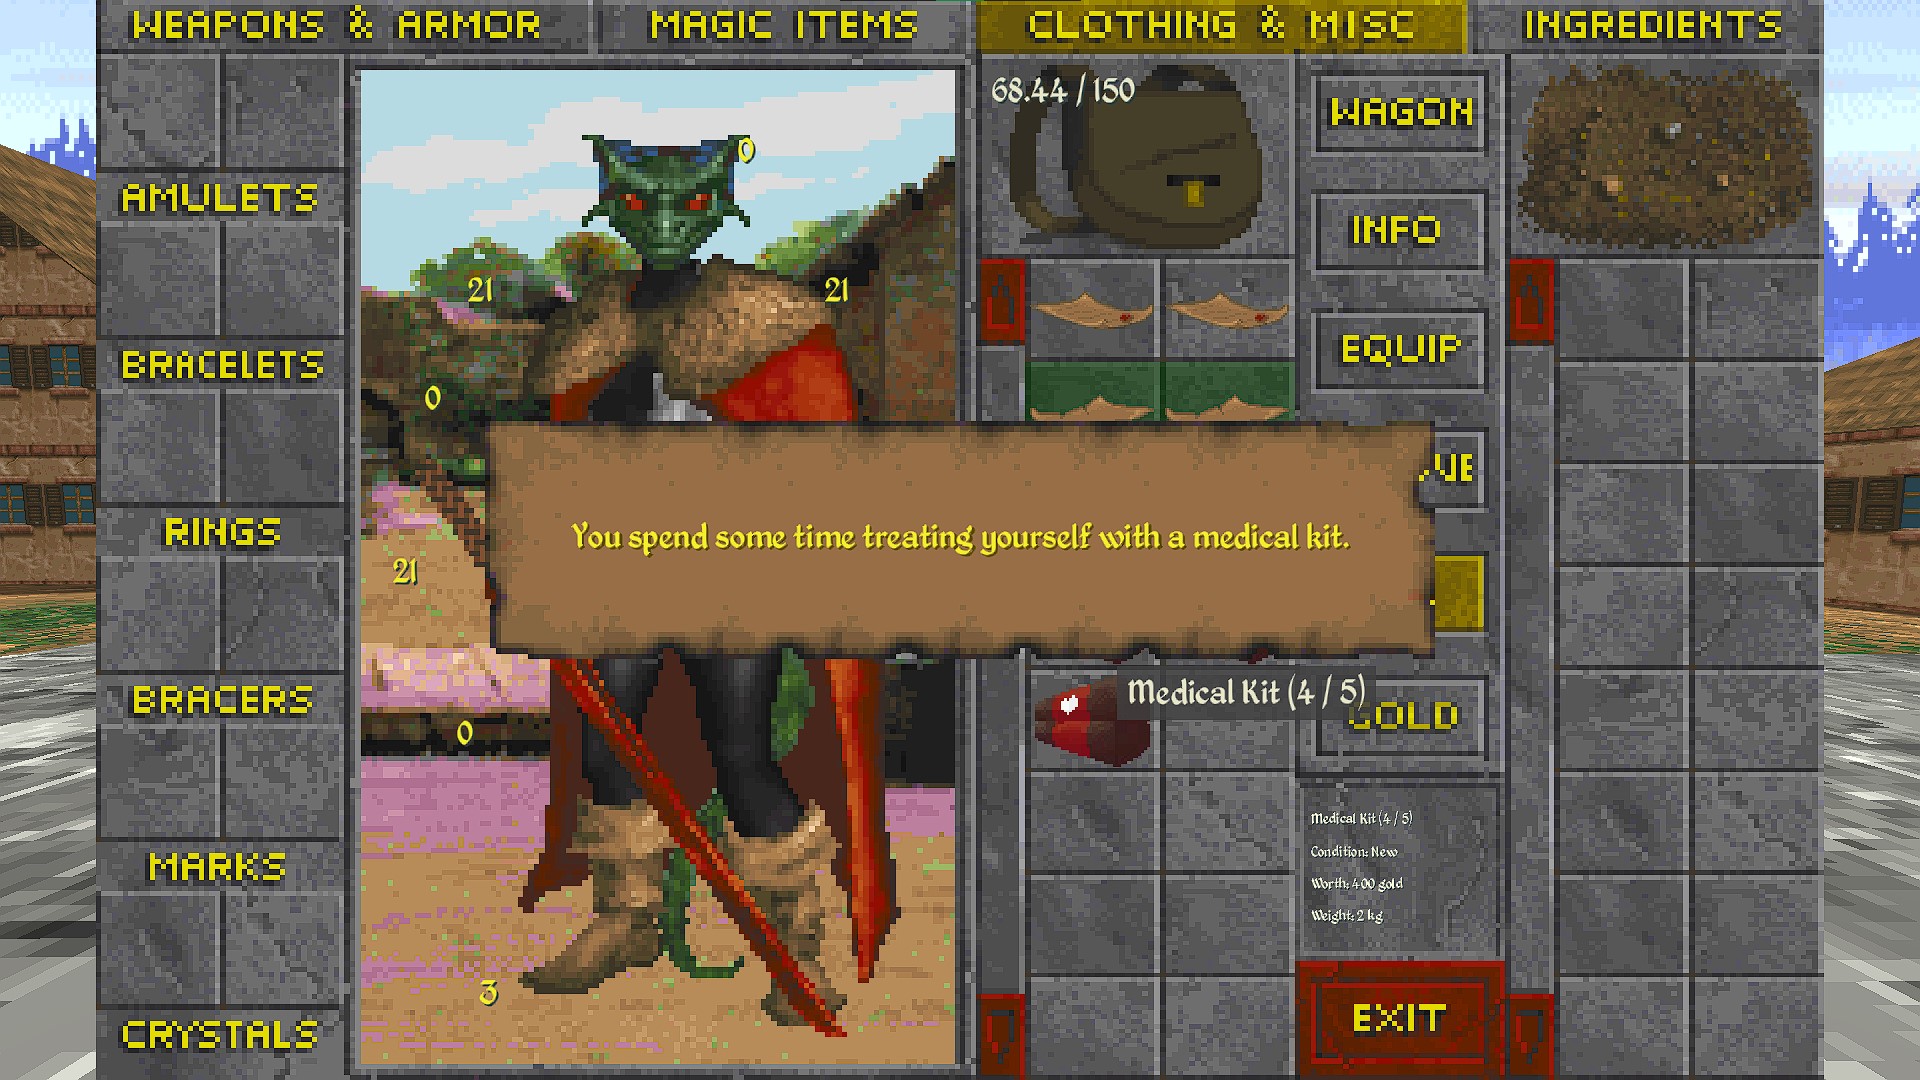 WEAPONS & ARMOR
MAGIC ITEMS
CLOTHING & MISC
INGREDIENTS
68.44 / 150
WAGON
0
AMULETS
INFO
21
21
EQUIP
BRACELETS
0
You spend some time treating yourself with a medical kit.
RINGS
21
BRACERS
Medical Kit (4 / 5)
GOLD
0
Medical Kit (4 / 5)
Condition: New
Worth: 400 gold
Weight: 2 kg
MARKS
3
EXIT
CRYSTALS